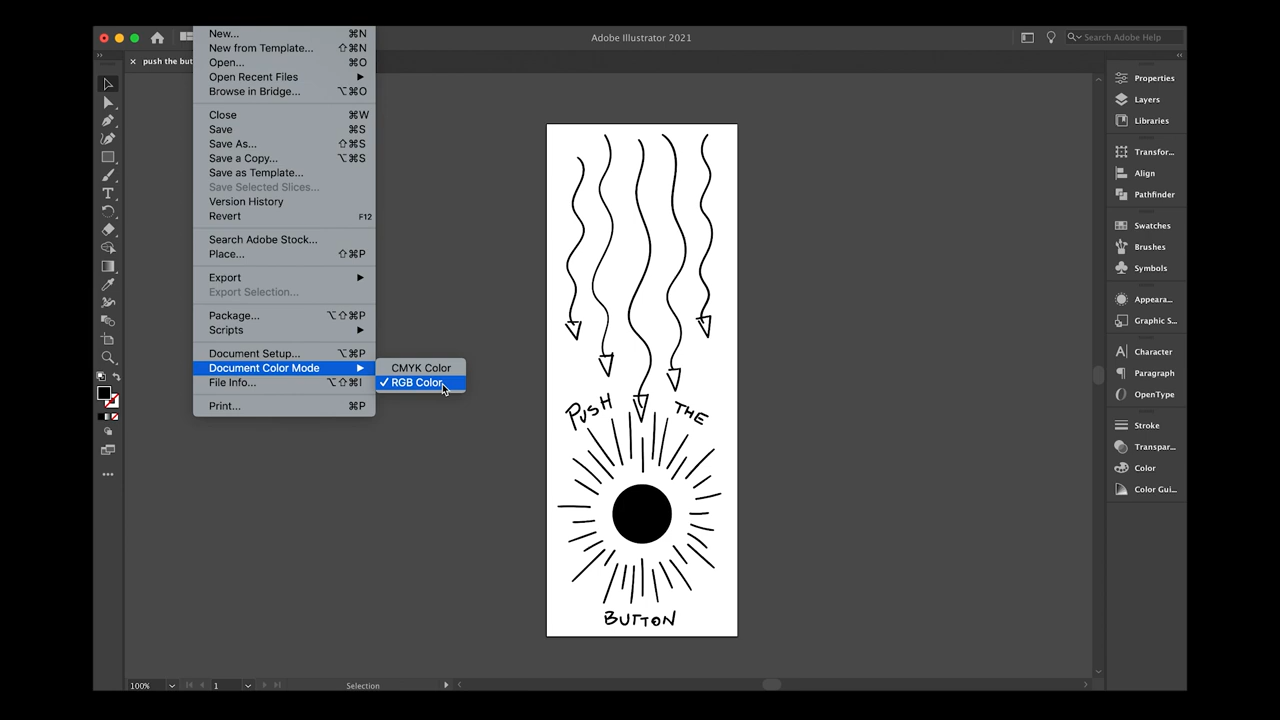 Adobe Illustrator 2021
Search Adobe Help
× push the but
New... ⌘N
New from Template... ⇧⌘N
Open... ⌘O
Open Recent Files
Browse in Bridge... ⌥⌘O
Close ⌘W
Save ⌘S
Save As... ⇧⌘S
Save a Copy... ⌥⌘S
Save as Template...
Save Selected Slices...
Version History
Revert F12
Search Adobe Stock...
Place... ⇧⌘P
Export
Export Selection...
Package... ⌥⇧⌘P
Scripts
Document Setup... ⌥⌘P
Document Color Mode
File Info... ⌥⇧⌘I
Print... ⌘P
CMYK Color
✓ RGB Color
PUSH THE
BUTTON
Properties
Layers
Libraries
Transfor...
Align
Pathfinder
Swatches
Brushes
Symbols
Appeara...
Graphic S...
Character
Paragraph
OpenType
Stroke
Transpar...
Color
Color Gui...
100% 1 Selection